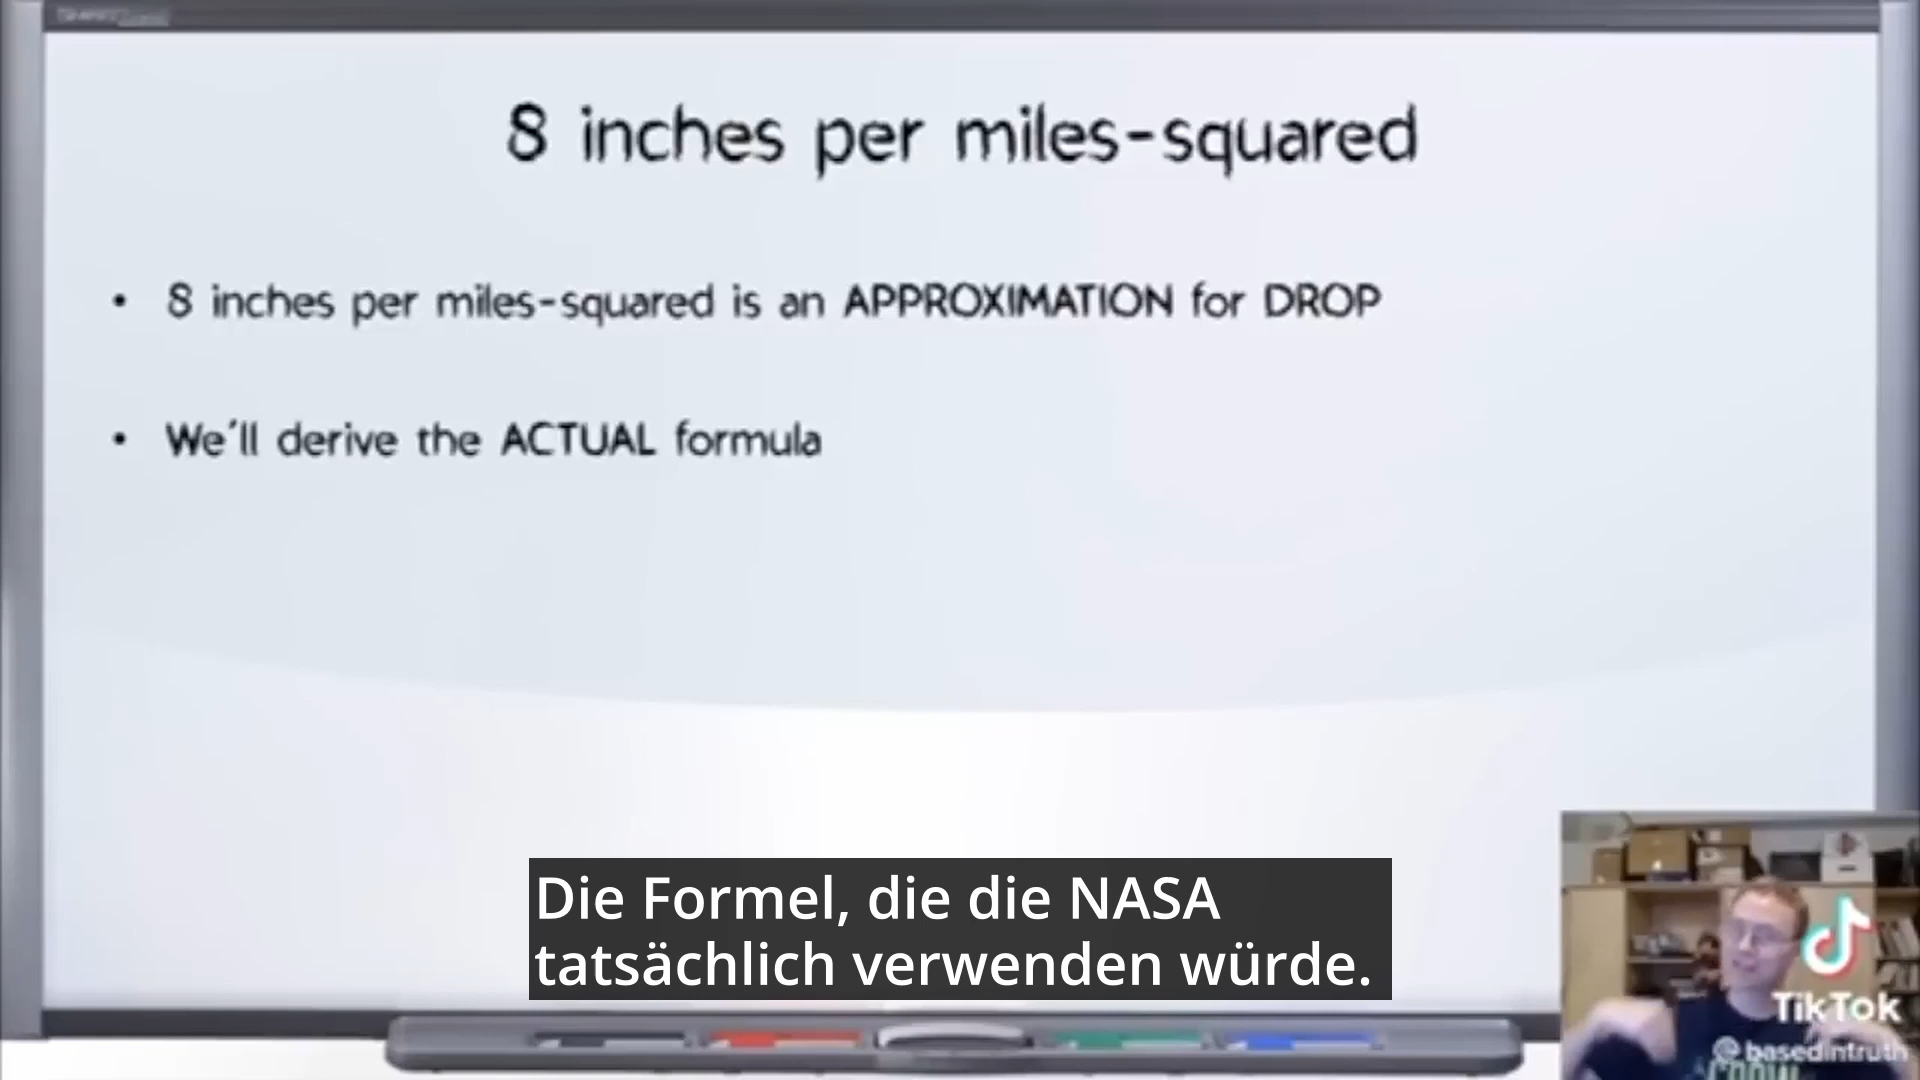 8 inches per miles-squared
• 8 inches per miles-squared is an APPROXIMATION for DROP
• We'll derive the ACTUAL formula
Die Formel, die die NASA
tatsächlich verwenden würde.
TikTok
@basedintruth